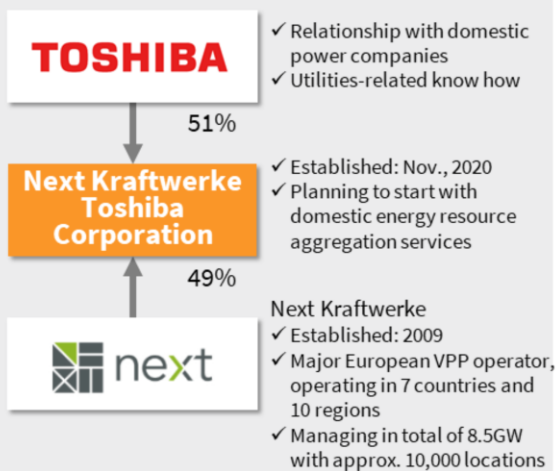 TOSHIBA
✓ Relationship with domestic
power companies
✓ Utilities-related know how
51%
Next Kraftwerke
Toshiba
Corporation
✓ Established: Nov., 2020
✓ Planning to start with
domestic energy resource
aggregation services
49%
next
Next Kraftwerke
✓ Established: 2009
✓ Major European VPP operator,
operating in 7 countries and
10 regions
✓ Managing in total of 8.5GW
with approx. 10,000 locations